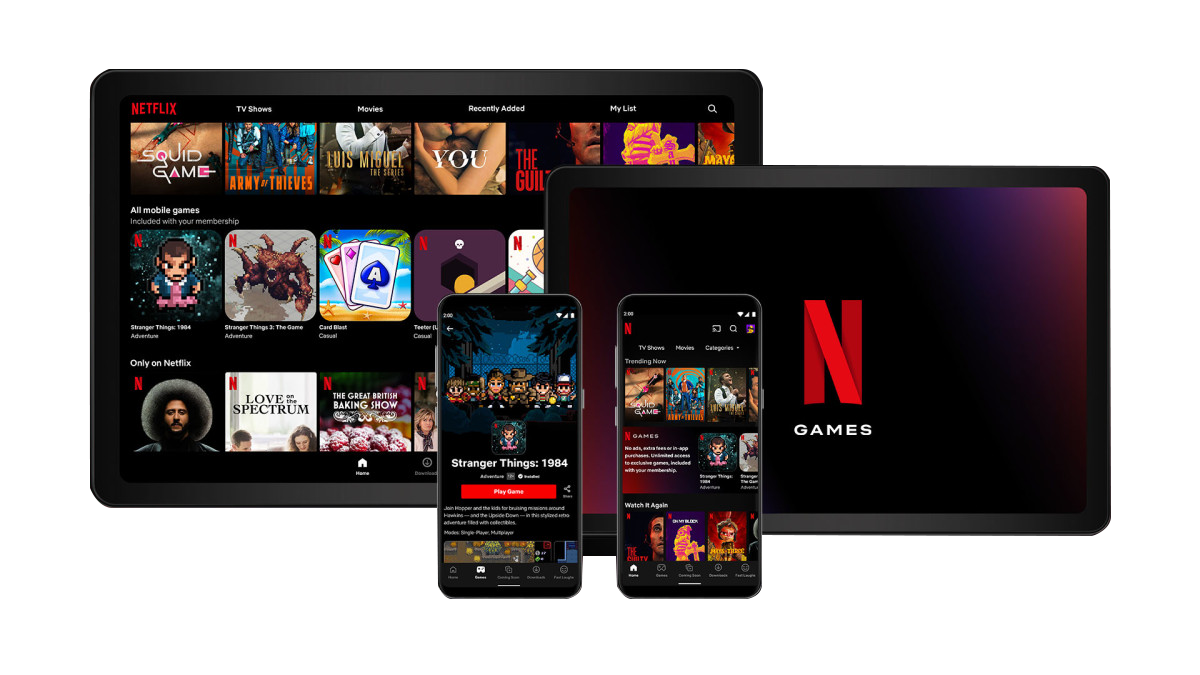 NETFLIX TV Shows Movies Recently Added My List
SQUID GAME
ARMY OF THIEVES
LUIS MIGUEL
THE SERIES
YOU
THE
GUIL
MAYA
All mobile games
Included with your membership
N
N
N
A
N
N
Stranger Things: 1984
Adventure
Stranger Things 3: The Game
Adventure
Card Blast
Casual
Teeter (U
Casual
Only on Netflix
N
N
LOVE on the
SPECTRUM
N
THE GREAT BRITISH
BAKING SHOW
N
Home
Downloads
N
GAMES
2:00
Stranger Things: 1984
Adventure Installed
Play Game
Share
Join Hopper and the kids for bruising missions around
Hawkins — and the Upside Down — in this stylized retro
adventure filled with collectibles.
Modes: Single-Player, Multiplayer
Home Games Coming Soon Downloads Fast Laughs
2:00
N
TV Shows Movies Categories
Trending Now
SQUID GAME
ARMY OF THIEVES
LUIS MIGUEL
N GAMES
No ads, extra fees or in-app
purchases. Unlimited access
to exclusive games, included
with your membership.
Stranger Things:
1984
Adventure
Stranger
Adventure
Watch It Again
N
THE
GUILTY
N
ON MY BLOCK
N
Home Games Coming Soon Downloads Fast Laughs